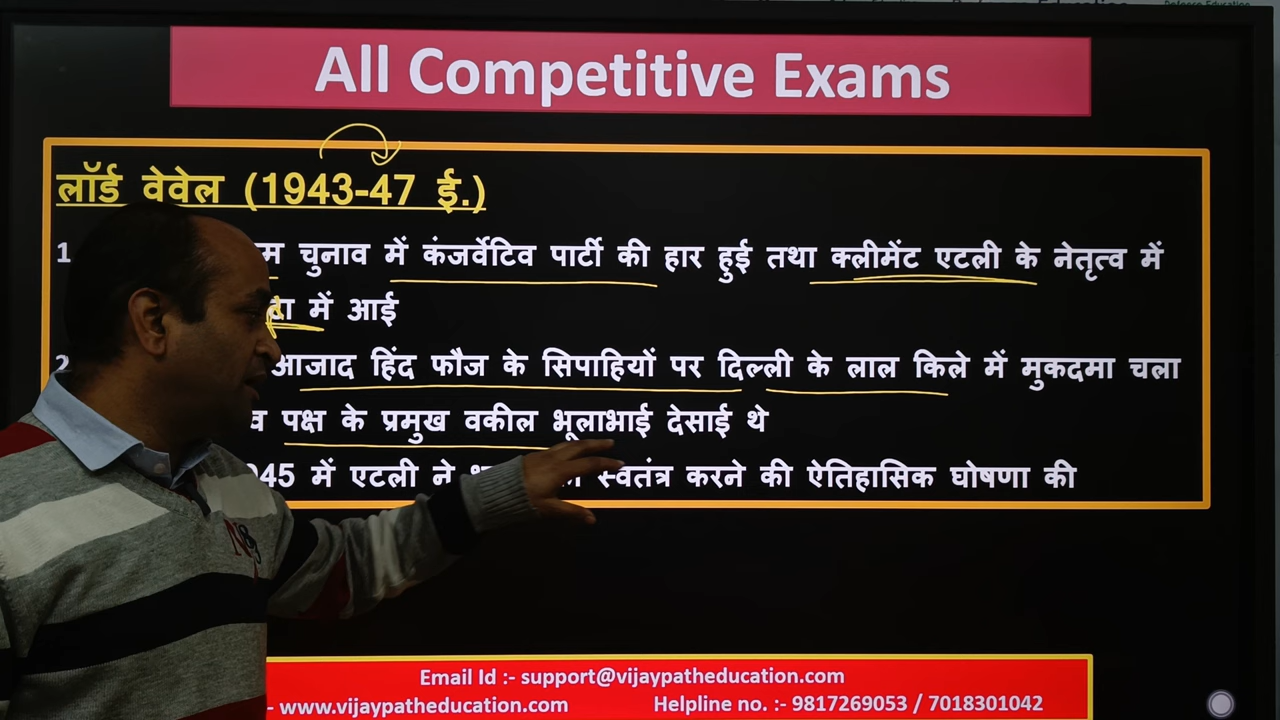 All Competitive Exams
लॉर्ड वेवेल (1943-47 ई.)
1 चुनाव में कंजर्वेटिव पार्टी की हार हुई तथा क्लीमेंट एटली के नेतृत्व में
में आई
2 आजाद हिंद फौज के सिपाहियों पर दिल्ली के लाल किले में मुकदमा चला
व पक्ष के प्रमुख वकील भूलाभाई देसाई थे
945 में एटली ने स्वतंत्र करने की ऐतिहासिक घोषणा की
Email Id :- support@vijaypatheducation.com
- www.vijaypatheducation.com Helpline no. :- 9817269053 / 7018301042